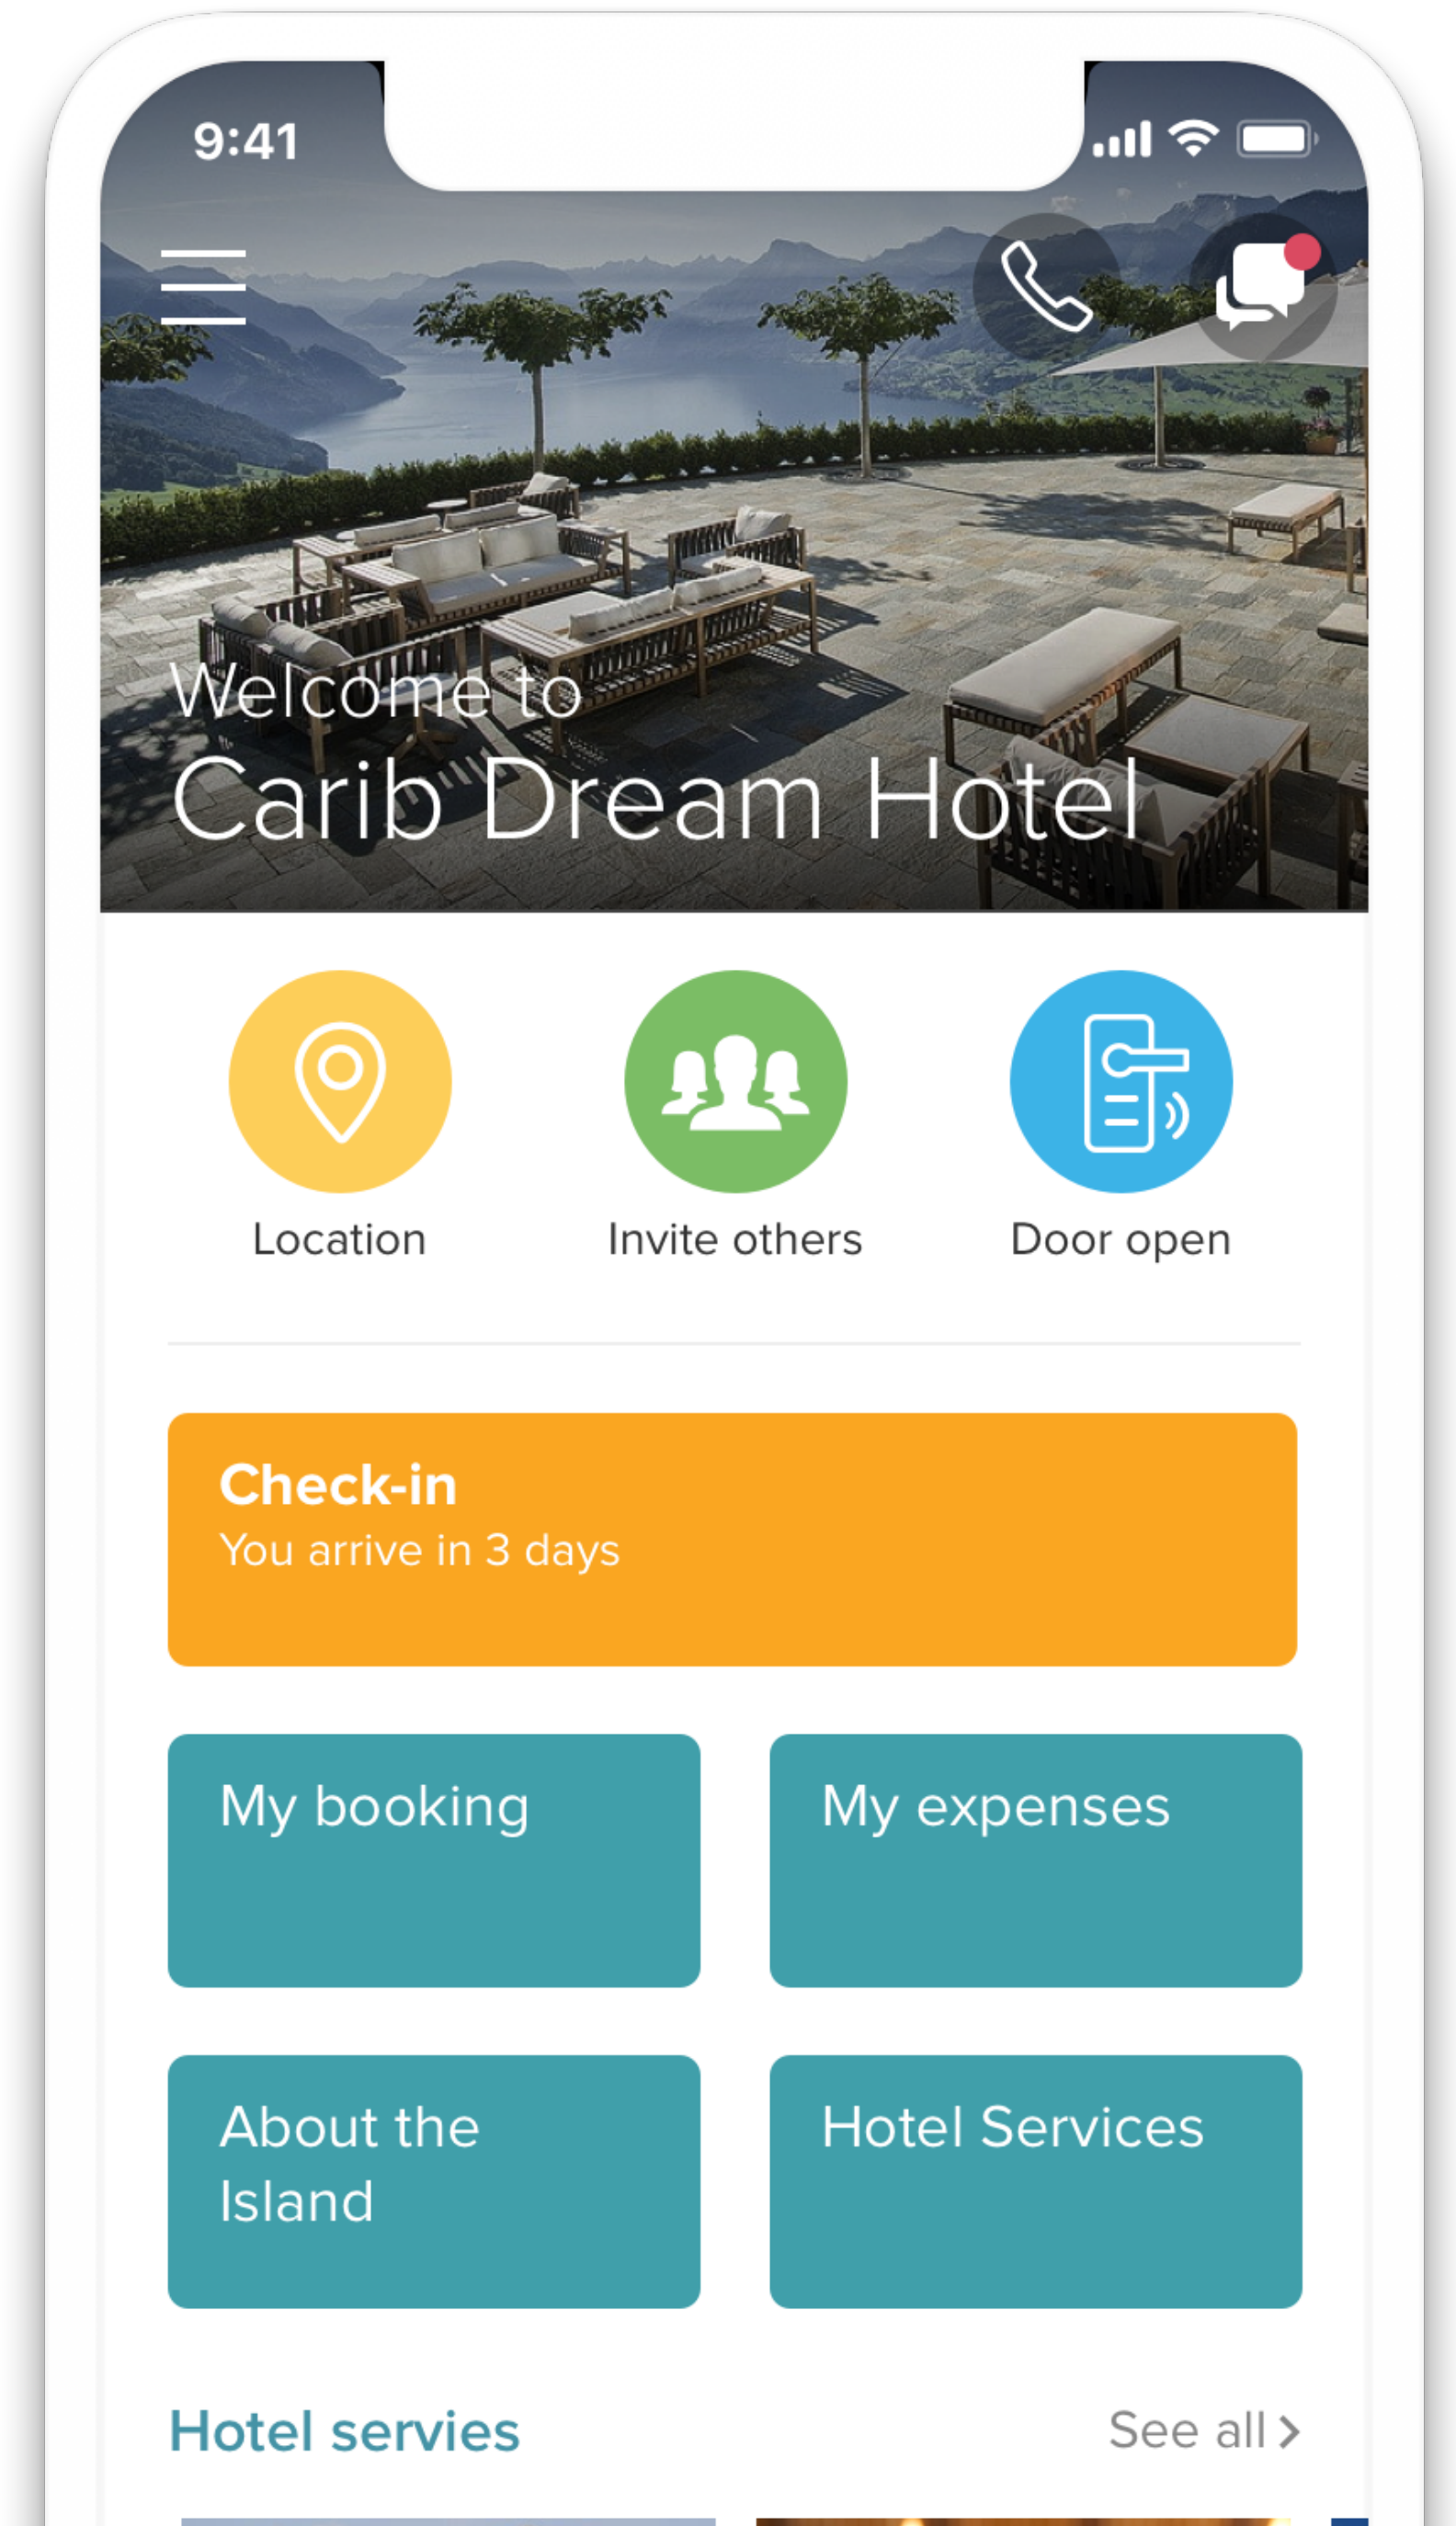 9:41
Welcome to
Carib Dream Hotel
Location
Invite others
Door open
Check-in
You arrive in 3 days
My booking
My expenses
About the
Island
Hotel Services
Hotel servies
See all